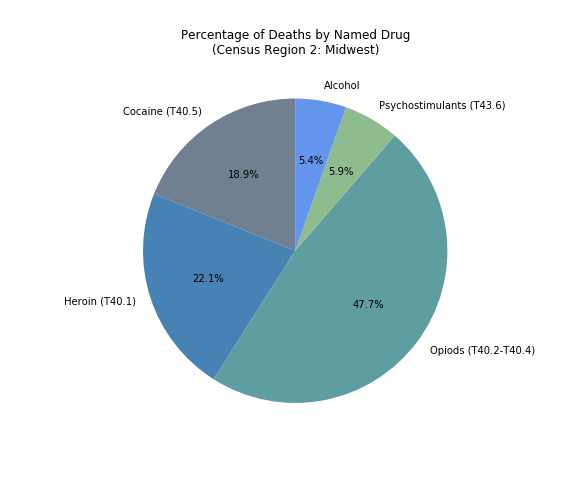 Percentage of Deaths by Named Drug
(Census Region 2: Midwest)
Alcohol
Psychostimulants (T43.6)
Cocaine (T40.5)
5.4%
5.9%
18.9%
22.1%
Heroin (T40.1)
47.7%
Opiods (T40.2-T40.4)